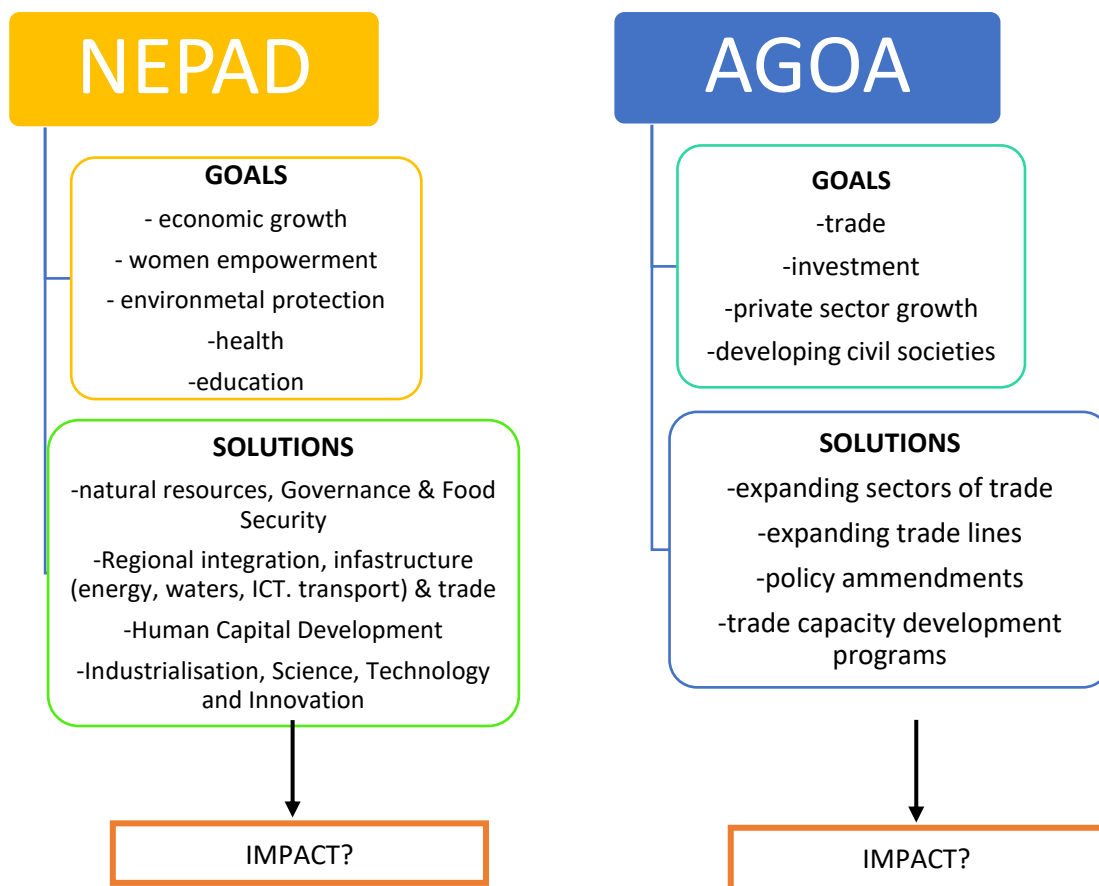 NEPAD
GOALS
- economic growth
- women empowerment
- environmetal protection
-health
-education
SOLUTIONS
-natural resources, Governance & Food
Security
-Regional integration, infastructure
(energy, waters, ICT. transport) & trade
-Human Capital Development
-Industrialisation, Science, Technology
and Innovation
IMPACT?
AGOA
GOALS
-trade
-investment
-private sector growth
-developing civil societies
SOLUTIONS
-expanding sectors of trade
-expanding trade lines
-policy ammendments
-trade capacity development
programs
IMPACT?